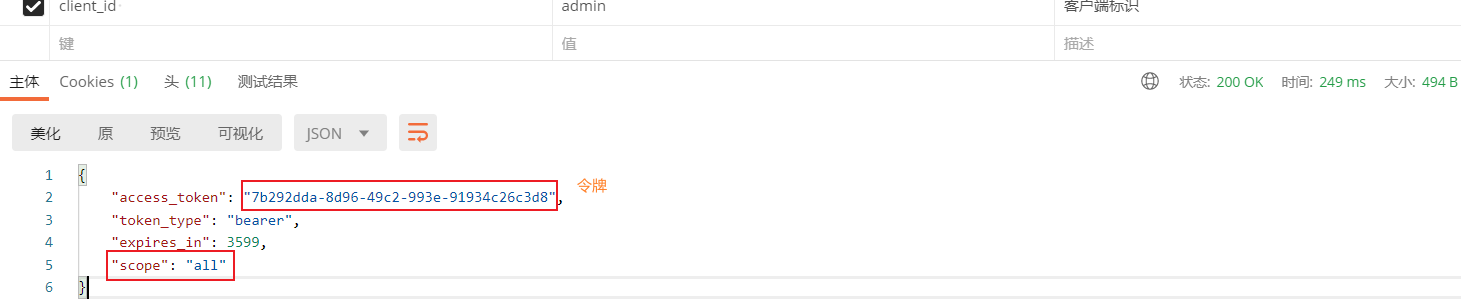 client_id admin 客户端标识
键 值 描述
主体 Cookies (1) 头 (11) 测试结果 状态: 200 OK 时间: 249 ms 大小: 494 B
美化 原 预览 可视化 JSON
1 {
2 "access_token": "7b292dda-8d96-49c2-993e-91934c26c3d8", 令牌
3 "token_type": "bearer",
4 "expires_in": 3599,
5 "scope": "all"
6 }